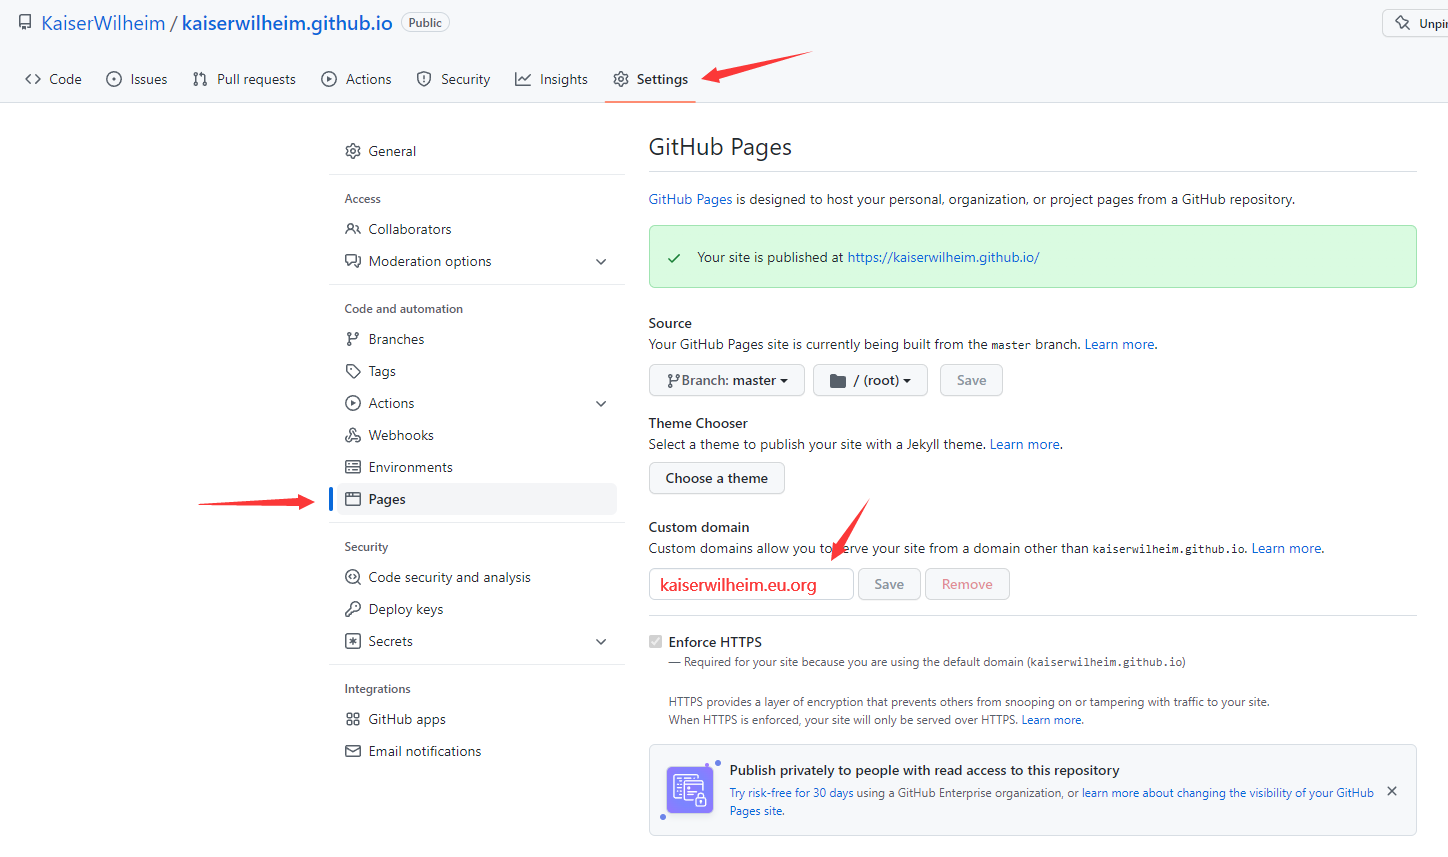 KaiserWilheim / kaiserwilheim.github.io Public
Unpin
Code Issues Pull requests Actions Security Insights Settings
General
Access
Collaborators
Moderation options
Code and automation
Branches
Tags
Actions
Webhooks
Environments
Pages
Security
Code security and analysis
Deploy keys
Secrets
Integrations
GitHub apps
Email notifications
GitHub Pages
GitHub Pages is designed to host your personal, organization, or project pages from a GitHub repository.
Your site is published at https://kaiserwilheim.github.io/
Source
Your GitHub Pages site is currently being built from the master branch. Learn more.
Branch: master / (root) Save
Theme Chooser
Select a theme to publish your site with a Jekyll theme. Learn more.
Choose a theme
Custom domain
Custom domains allow you to serve your site from a domain other than kaiserwilheim.github.io. Learn more.
kaiserwilheim.eu.org Save Remove
Enforce HTTPS
— Required for your site because you are using the default domain (kaiserwilheim.github.io)
HTTPS provides a layer of encryption that prevents others from snooping on or tampering with traffic to your site.
When HTTPS is enforced, your site will only be served over HTTPS. Learn more.
Publish privately to people with read access to this repository
Try risk-free for 30 days using a GitHub Enterprise organization, or learn more about changing the visibility of your GitHub
Pages site.